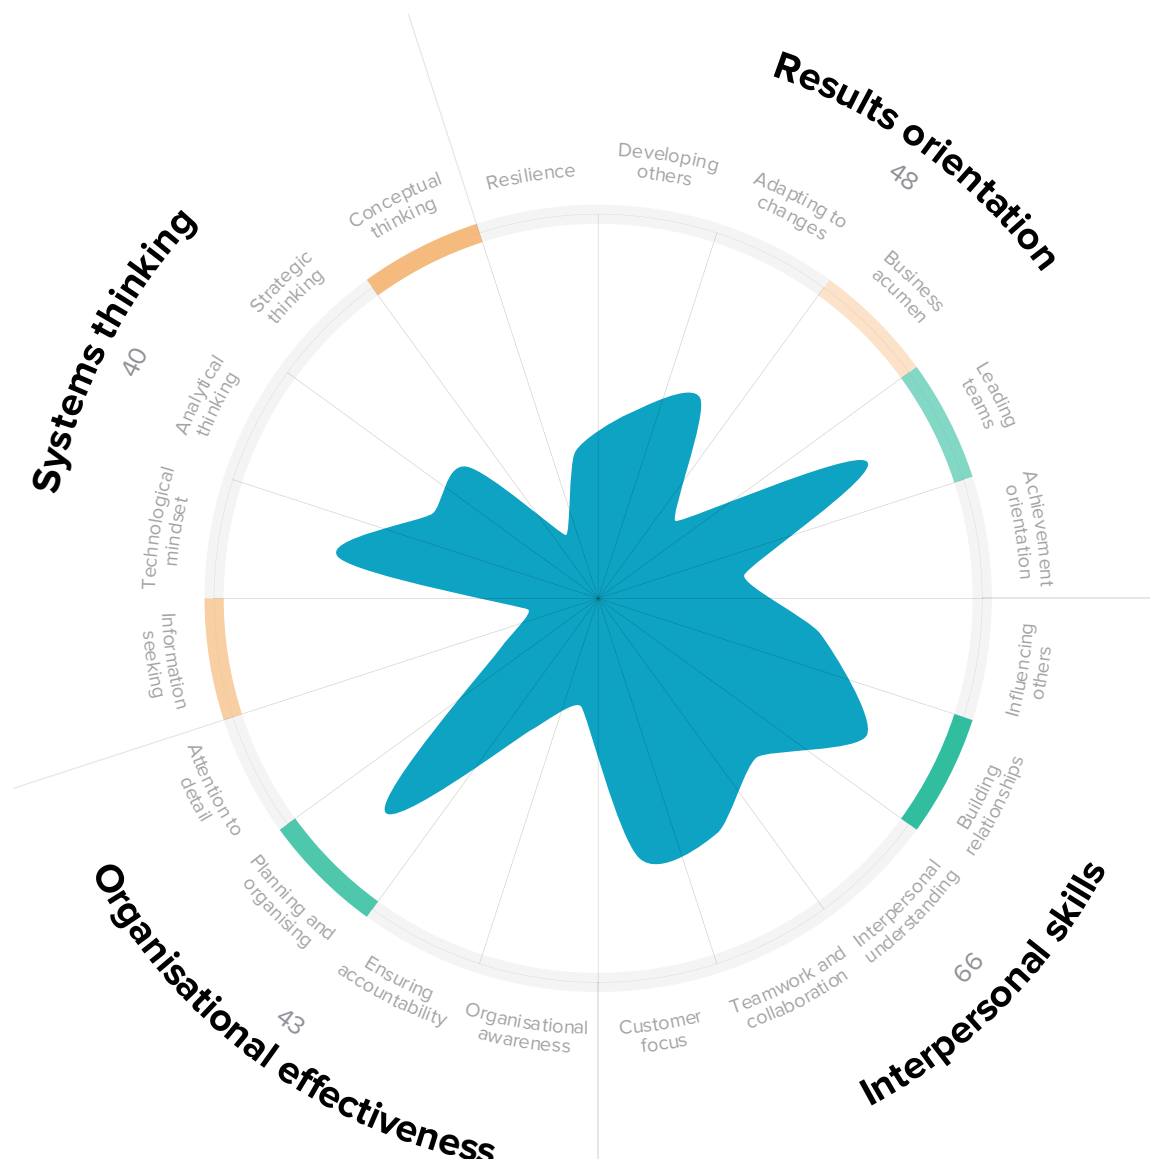 Results orientation
48
Resilience
Developing
others
Adapting to
changes
Business
acumen
Leading
teams
Achievement
orientation
Interpersonal skills
66
Influencing
others
Building
relationships
Interpersonal
understanding
Teamwork and
collaboration
Customer
focus
Organisational effectiveness
43
Organisational
awareness
Ensuring
accountability
Planning and
organising
Attention to
detail
Systems thinking
40
Information
seeking
Technological
mindset
Analytical
thinking
Strategic
thinking
Conceptual
thinking